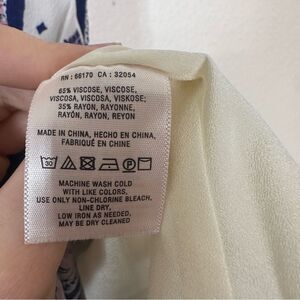 RN : 66170 CA : 32054
65% VISCOSE, VISCOSE,
VISCOSA, VISCOSA, VISKOSE;
35% RAYON, RAYONNE,
RAYÓN, RAYON, REYON
MADE IN CHINA, HECHO EN CHINA,
FABRIQUÉ EN CHINE
30 P
MACHINE WASH COLD
WITH LIKE COLORS,
USE ONLY NON-CHLORINE BLEACH.
LINE DRY.
LOW IRON AS NEEDED,
MAY BE DRY CLEANED